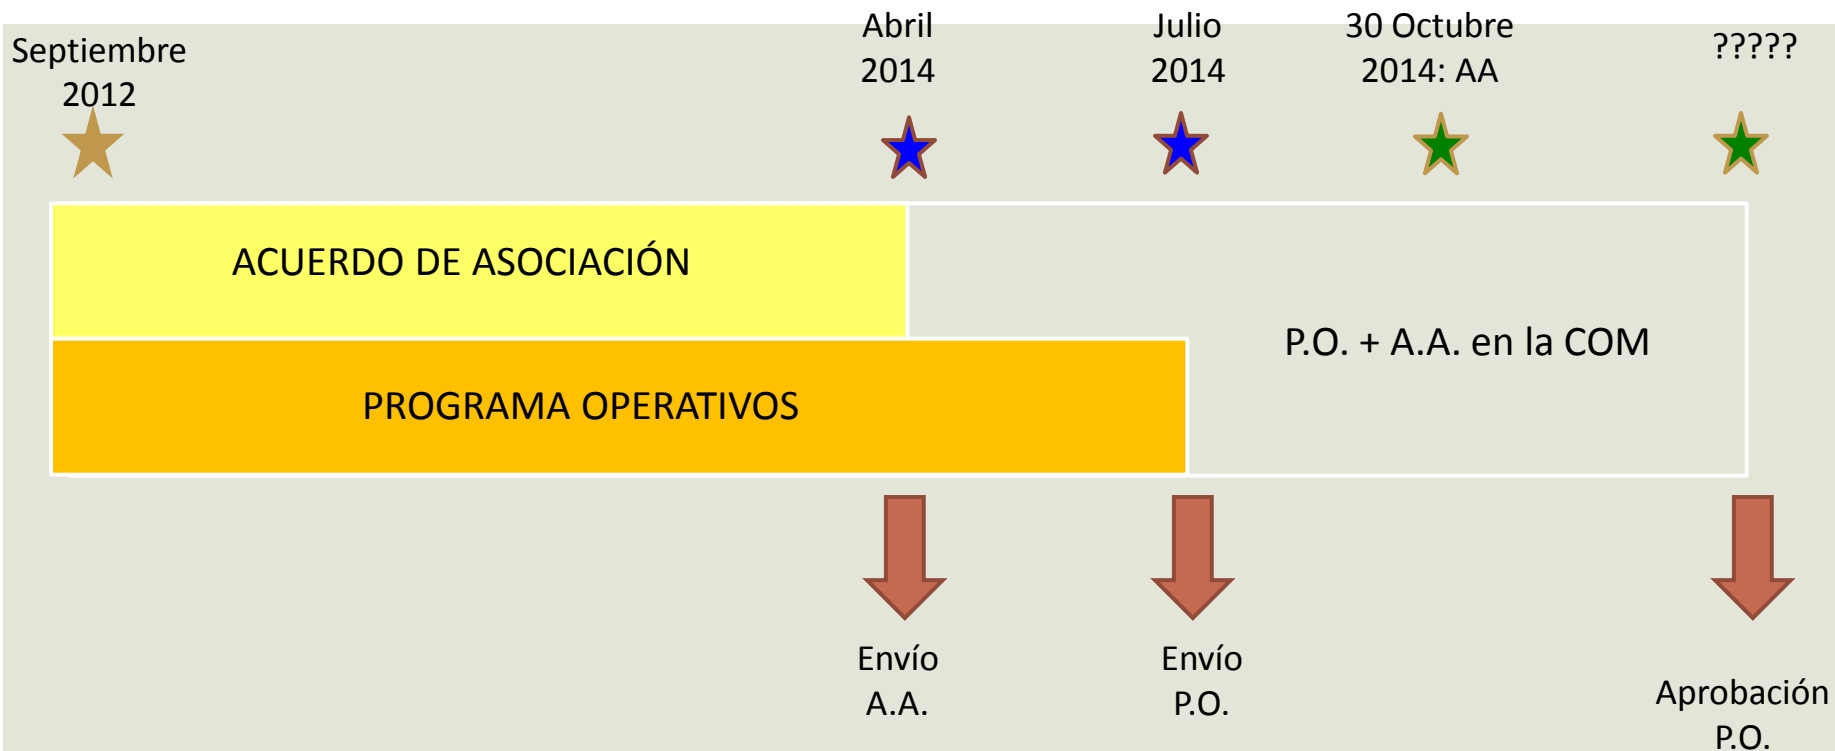 Septiembre
2012
Abril
2014
Julio
2014
30 Octubre
2014: AA
?????
ACUERDO DE ASOCIACIÓN
PROGRAMA OPERATIVOS
P.O. + A.A. en la COM
Envío
A.A.
Envío
P.O.
Aprobación
P.O.